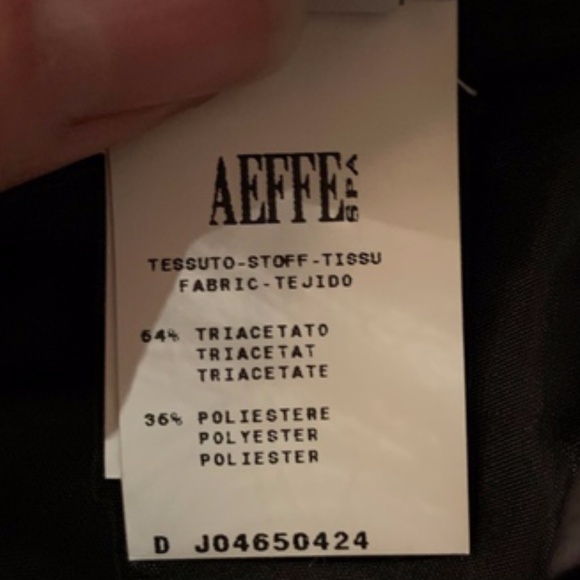 AEFFE SPA
TESSUTO-STOFF-TISSU
FABRIC-TEJIDO
64% TRIACETATO
TRIACETAT
TRIACETATE
36% POLIESTERE
POLYESTER
POLIESTER
D J04650424